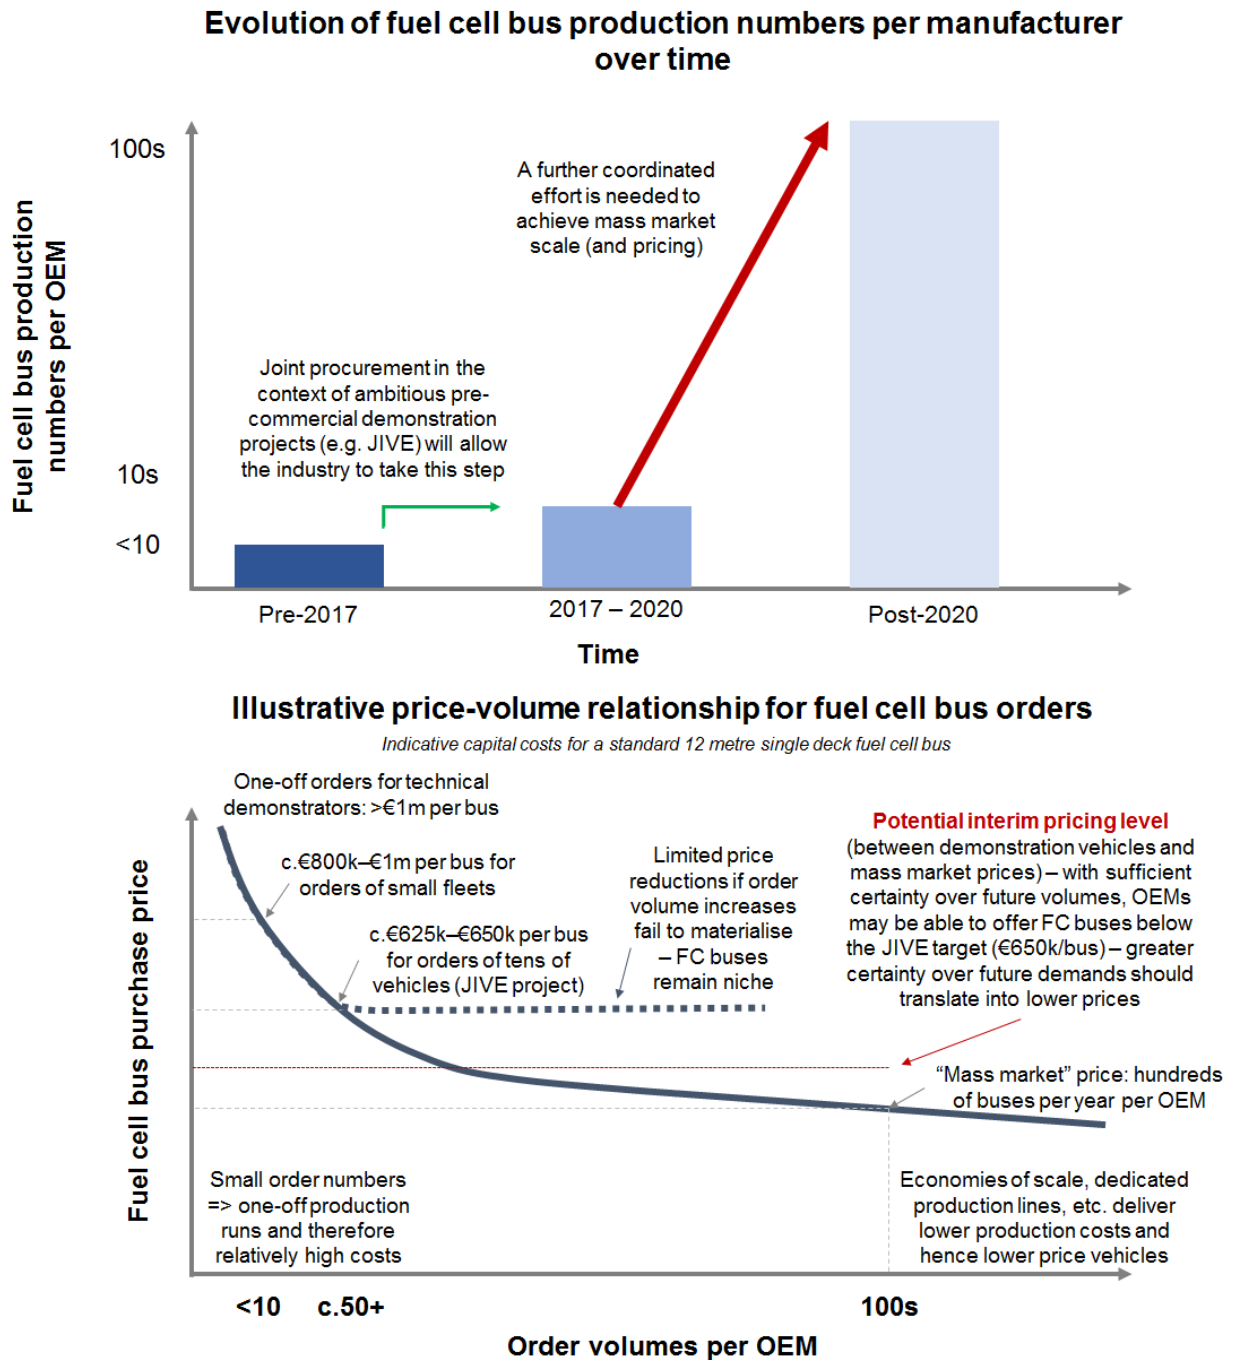 Evolution of fuel cell bus production numbers per manufacturer
over time
Fuel cell bus production
numbers per OEM
100s
10s
<10
A further coordinated
effort is needed to
achieve mass market
scale (and pricing)
Joint procurement in the
context of ambitious pre-
commercial demonstration
projects (e.g. JIVE) will allow
the industry to take this step
Pre-2017
2017 – 2020
Post-2020
Time
Illustrative price-volume relationship for fuel cell bus orders
Indicative capital costs for a standard 12 metre single deck fuel cell bus
Fuel cell bus purchase price
One-off orders for technical
demonstrators: >€1m per bus
c.€800k–€1m per bus for
orders of small fleets
c.€625k–€650k per bus
for orders of tens of
vehicles (JIVE project)
Limited price
reductions if order
volume increases
fail to materialise
– FC buses
remain niche
Potential interim pricing level
(between demonstration vehicles and
mass market prices) – with sufficient
certainty over future volumes, OEMs
may be able to offer FC buses below
the JIVE target (€650k/bus) – greater
certainty over future demands should
translate into lower prices
“Mass market” price: hundreds
of buses per year per OEM
Small order numbers
=> one-off production
runs and therefore
relatively high costs
Economies of scale, dedicated
production lines, etc. deliver
lower production costs and
hence lower price vehicles
<10
c.50+
100s
Order volumes per OEM